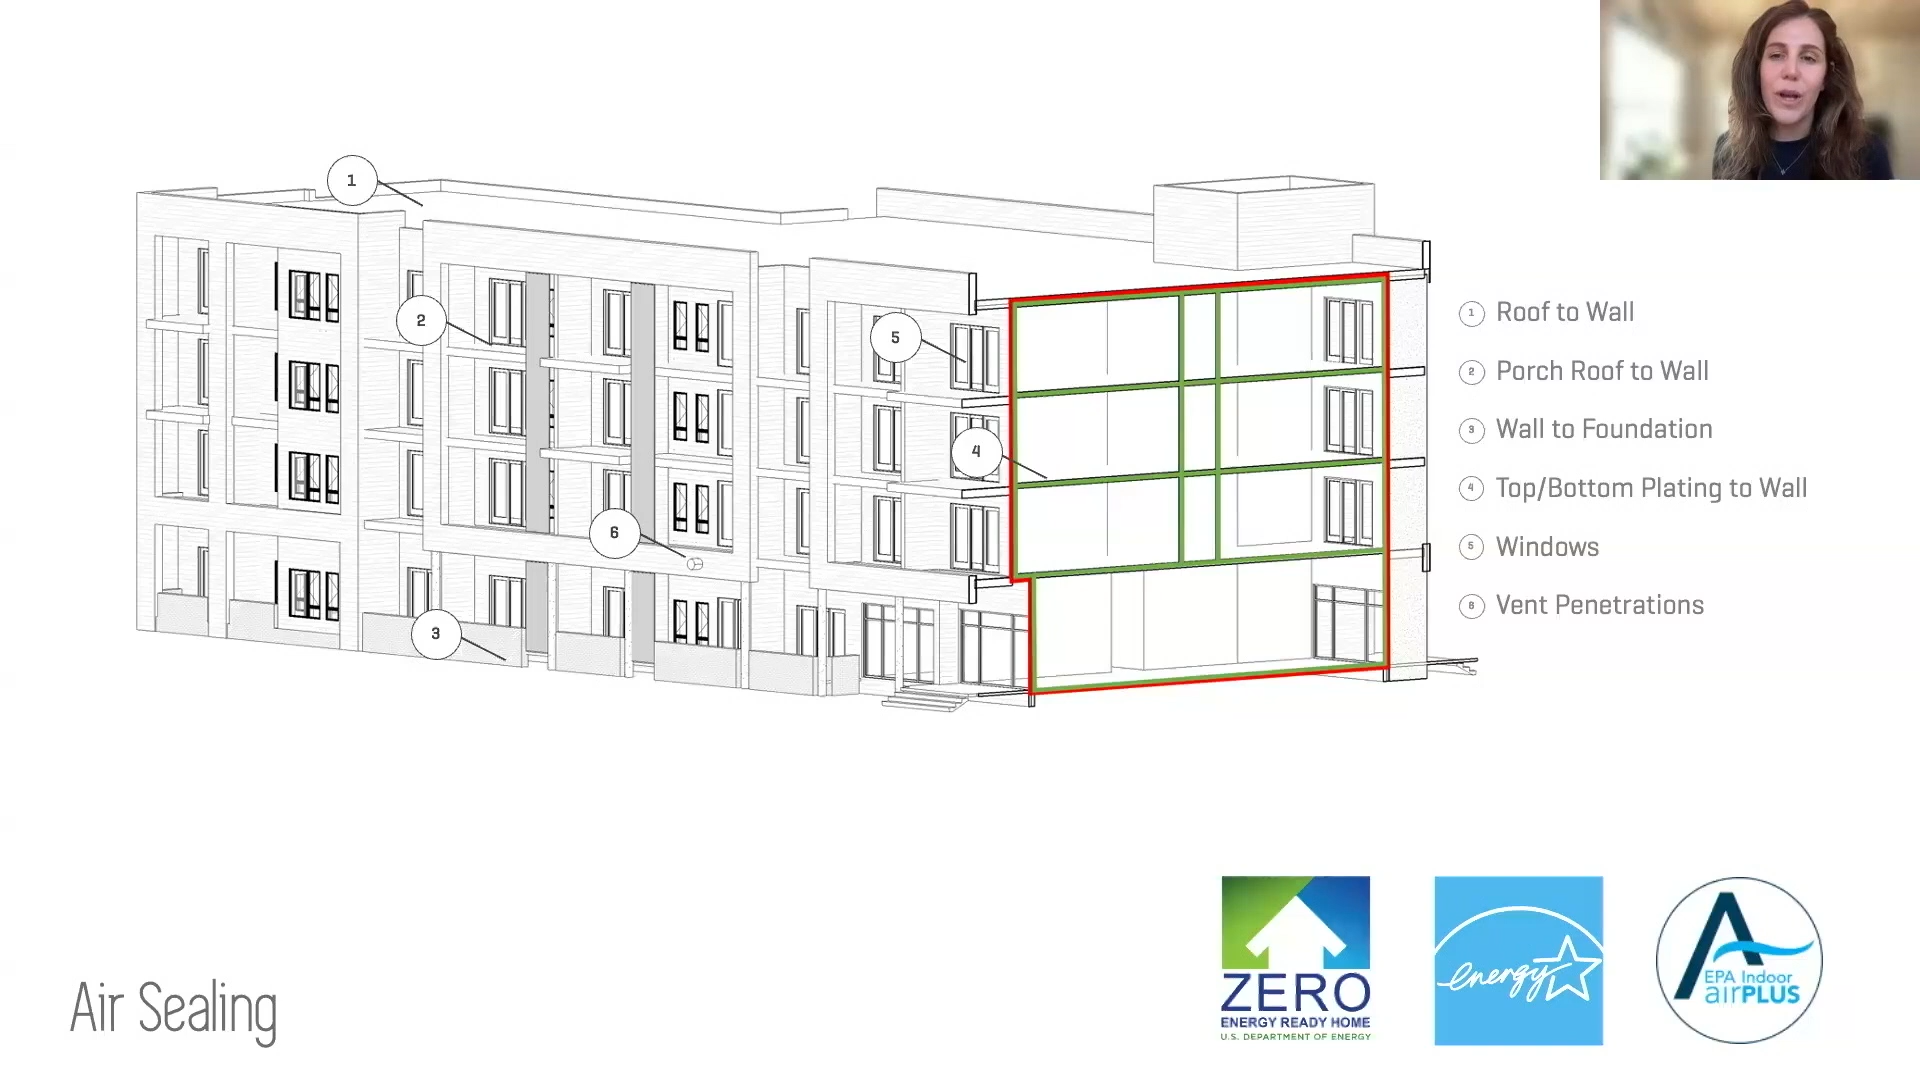 1
2
5
4
6
3
1 Roof to Wall
2 Porch Roof to Wall
3 Wall to Foundation
4 Top/Bottom Plating to Wall
5 Windows
6 Vent Penetrations
Air Sealing
ZERO
ENERGY READY HOME
U.S. DEPARTMENT OF ENERGY
energy
A
EPA Indoor
airPLUS